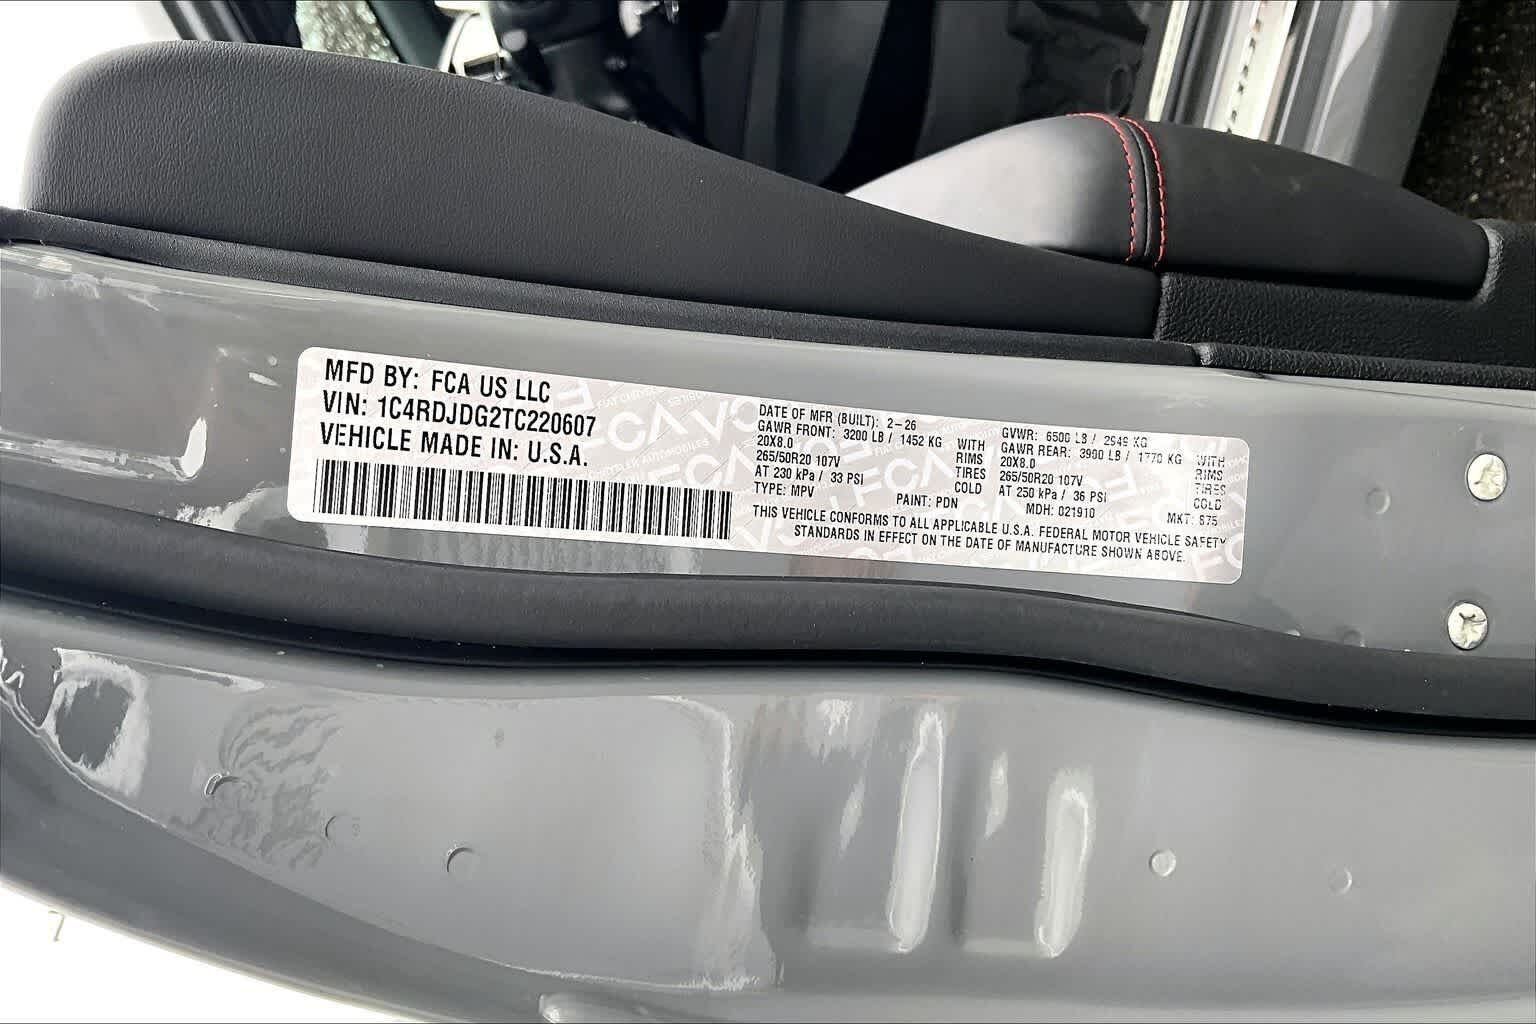 MFD BY: FCA US LLC
VIN: 1C4RDJDG2TC220607
VEHICLE MADE IN: U.S.A.
DATE OF MFR (BUILT): 2-26
GAWR FRONT: 3200 LB / 1452 KG WITH
20X8.0 RIMS
265/50R20 107V TIRES
AT 230 kPa / 33 PSI COLD
TYPE: MPV PAINT: PDN
GVWR: 6500 LB / 2949 KG
GAWR REAR: 3900 LB / 1770 KG WITH
20X8.0 RIMS
265/50R20 107V TIRES
AT 250 kPa / 36 PSI COLD
MDH: 021910 MKT:
THIS VEHICLE CONFORMS TO ALL APPLICABLE U.S.A. FEDERAL MOTOR VEHICLE SAFETY
STANDARDS IN EFFECT ON THE DATE OF MANUFACTURE SHOWN ABOVE.